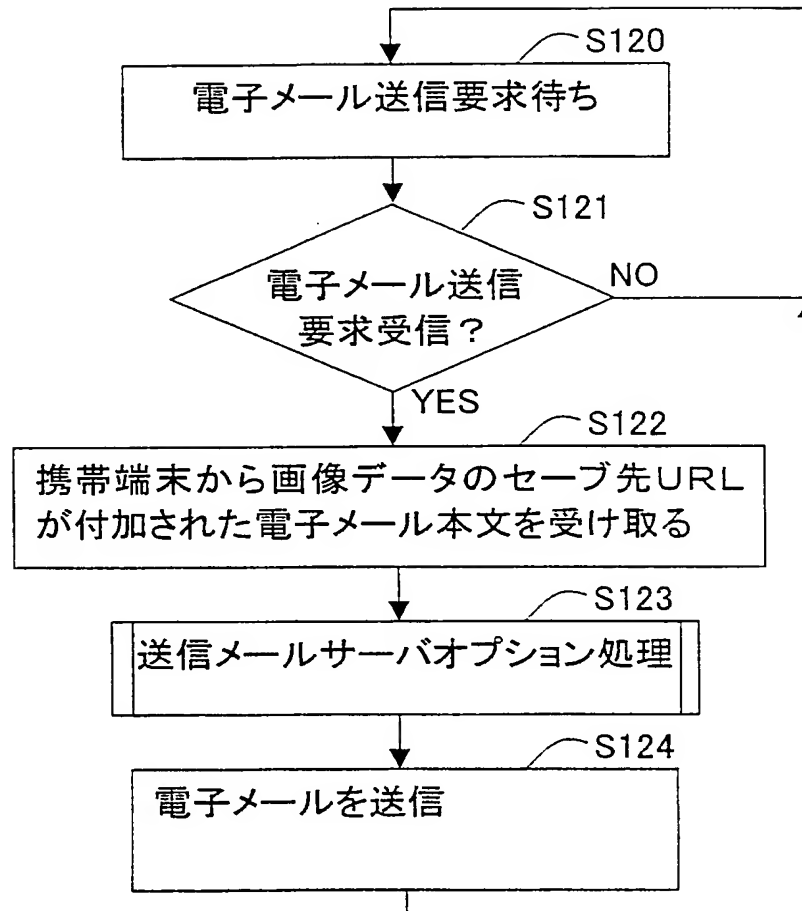 S120
電子メール送信要求待ち
S121
電子メール送信
要求受信？
NO
YES
S122
携帯端末から画像データのセーブ先ＵＲＬ
が付加された電子メール本文を受け取る
S123
送信メールサーバオプション処理
S124
電子メールを送信